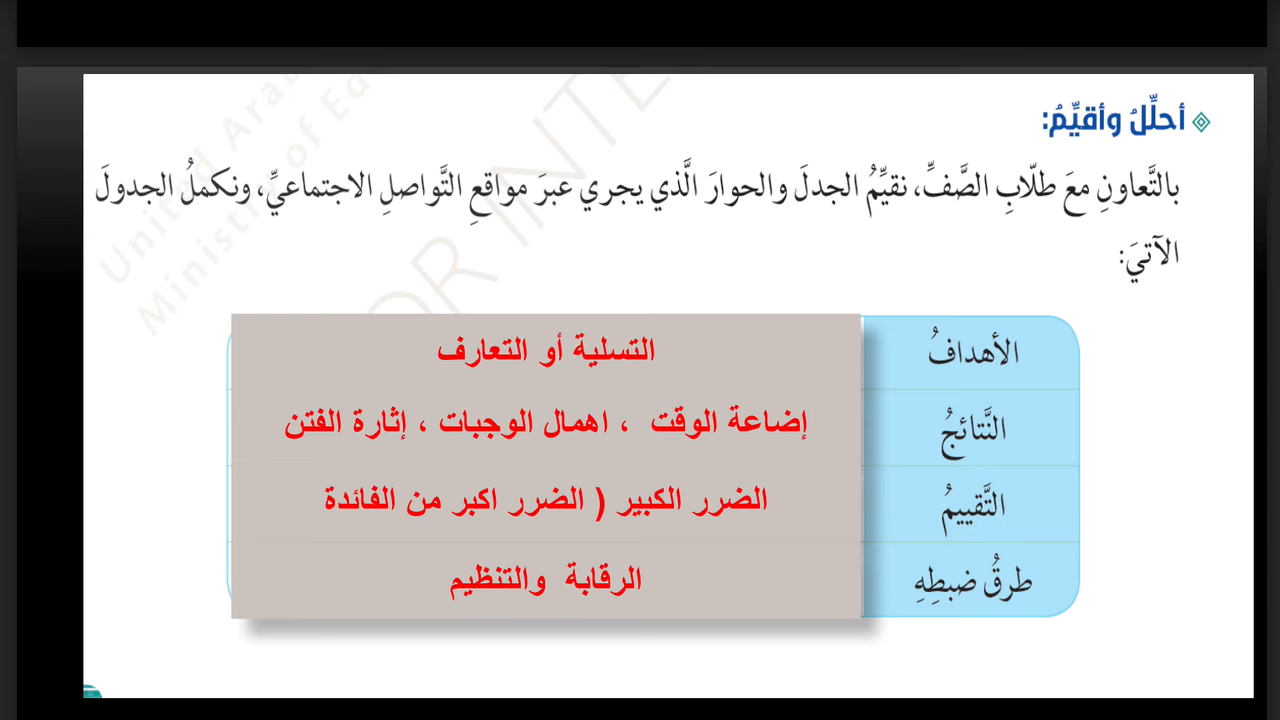 أحلِّلُ وأقيِّمُ:
بالتَّعاونِ معَ طلّابِ الصَّفِّ، نقيِّمُ الجدلَ والحوارَ الَّذي يجري عبرَ مواقعِ التَّواصلِ الاجتماعيِّ، ونكملُ الجدولَ
الآتيَ:
الأهدافُ
التسلية أو التعارف
النَّتائجُ
إضاعة الوقت ، اهمال الوجبات ، إثارة الفتن
التَّقييمُ
الضرر الكبير ( الضرر اكبر من الفائدة
طرقُ ضبطِهِ
الرقابة والتنظيم